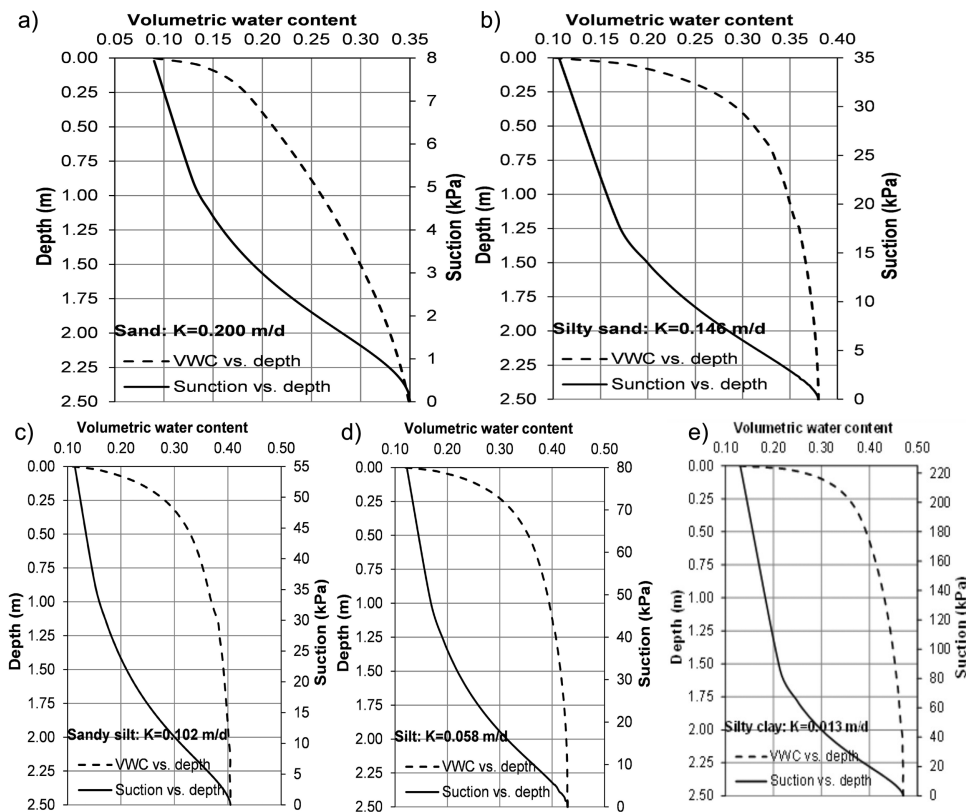 a)
Volumetric water content
0.05 0.10 0.15 0.20 0.25 0.30 0.35
0.00
0.25
0.50
0.75
1.00
1.25
1.50
1.75
2.00
2.25
2.50
Depth (m)
8
7
6
5
4
3
2
1
0
Suction (kPa)
Sand: K=0.200 m/d
VWC vs. depth
Sunction vs. depth
b)
Volumetric water content
0.10 0.15 0.20 0.25 0.30 0.35 0.40
0.00
0.25
0.50
0.75
1.00
1.25
1.50
1.75
2.00
2.25
2.50
Depth (m)
35
30
25
20
15
10
5
0
Suction (kPa)
Silty sand: K=0.146 m/d
VWC vs. depth
Suction vs. depth
c)
Volumetric water content
0.10 0.20 0.30 0.40 0.50
0.00
0.25
0.50
0.75
1.00
1.25
1.50
1.75
2.00
2.25
2.50
Depth (m)
55
50
45
40
35
30
25
20
15
10
5
0
Suction (kPa)
Sandy silt: K=0.102 m/d
VWC vs. depth
Suction vs. depth
d)
Volumetric water content
0.10 0.20 0.30 0.40 0.50
0.00
0.25
0.50
0.75
1.00
1.25
1.50
1.75
2.00
2.25
2.50
Depth (m)
80
70
60
50
40
30
20
10
0
Suction (kPa)
Silt: K=0.058 m/d
VWC vs. depth
Suction vs. depth
e)
Volumetric water content
0.10 0.20 0.30 0.40 0.50
0.00
0.25
0.50
0.75
1.00
1.25
1.50
1.75
2.00
2.25
2.50
Depth (m)
220
200
180
160
140
120
100
80
60
40
20
0
Suction (kPa)
Silty clay: K=0.013 m/d
VWC vs. depth
Suction vs. depth